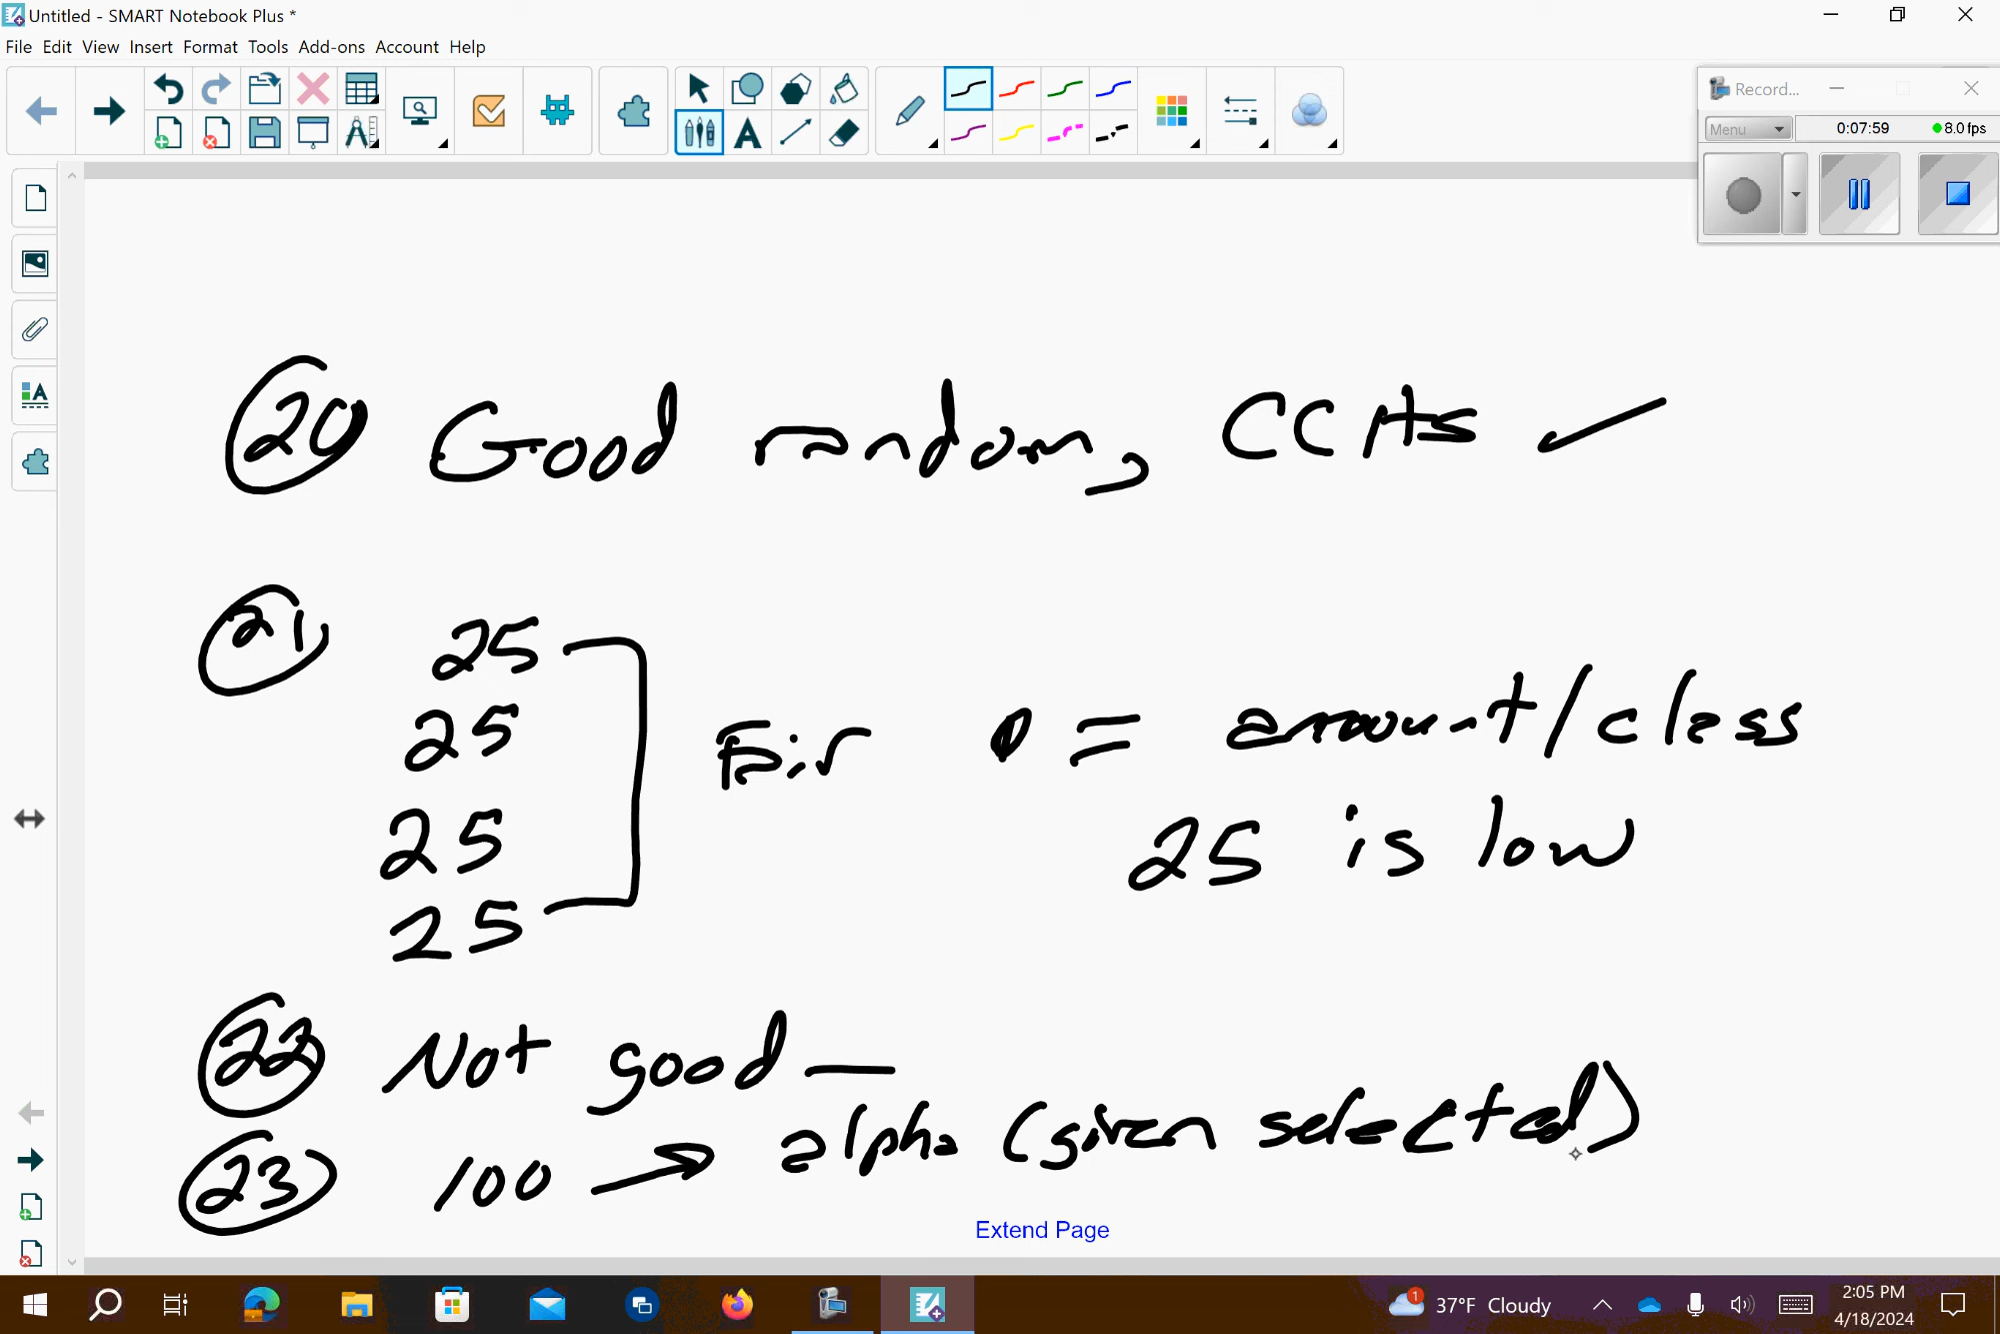 Untitled - SMART Notebook Plus *
File Edit View Insert Format Tools Add-ons Account Help
Record...
Menu 0:07:59 8.0 fps
20 Good random, CCHs
21 25
25
25
25
Fair = amount/class
25 is low
22 Not good —
23 100 → alpha (given selected)
Extend Page
1 37°F Cloudy
2:05 PM
4/18/2024